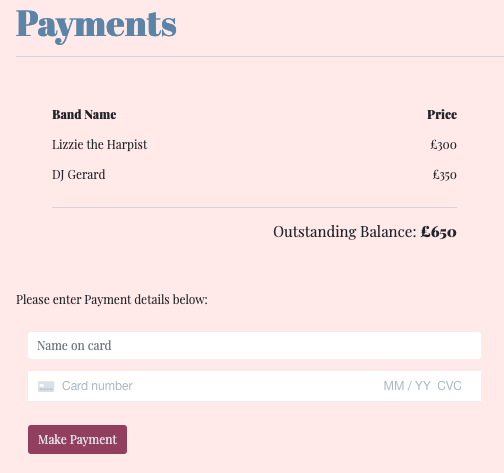 Payments
Band Name Price
Lizzie the Harpist £300
DJ Gerard £350
Outstanding Balance: £650
Please enter Payment details below:
Name on card
Card number MM / YY CVC
Make Payment